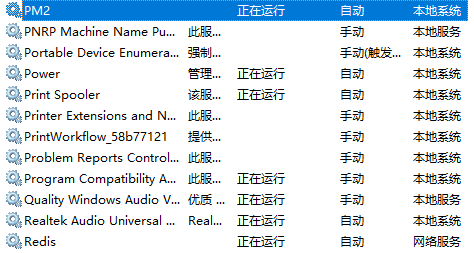 PM2 正在运行 自动 本地系统
PNRP Machine Name Pu... 此服... 手动 本地服务
Portable Device Enumera... 强制... 手动(触发... 本地系统
Power 管理... 正在运行 自动 本地系统
Print Spooler 该服... 正在运行 自动 本地系统
Printer Extensions and N... 此服... 手动 本地系统
PrintWorkflow_58b77121 提供... 手动 本地系统
Problem Reports Control... 此服... 手动 本地系统
Program Compatibility A... 此服... 正在运行 手动 本地系统
Quality Windows Audio V... 优质 ... 正在运行 手动 本地服务
Realtek Audio Universal ... Real... 正在运行 自动 本地系统
Redis 正在运行 自动 网络服务